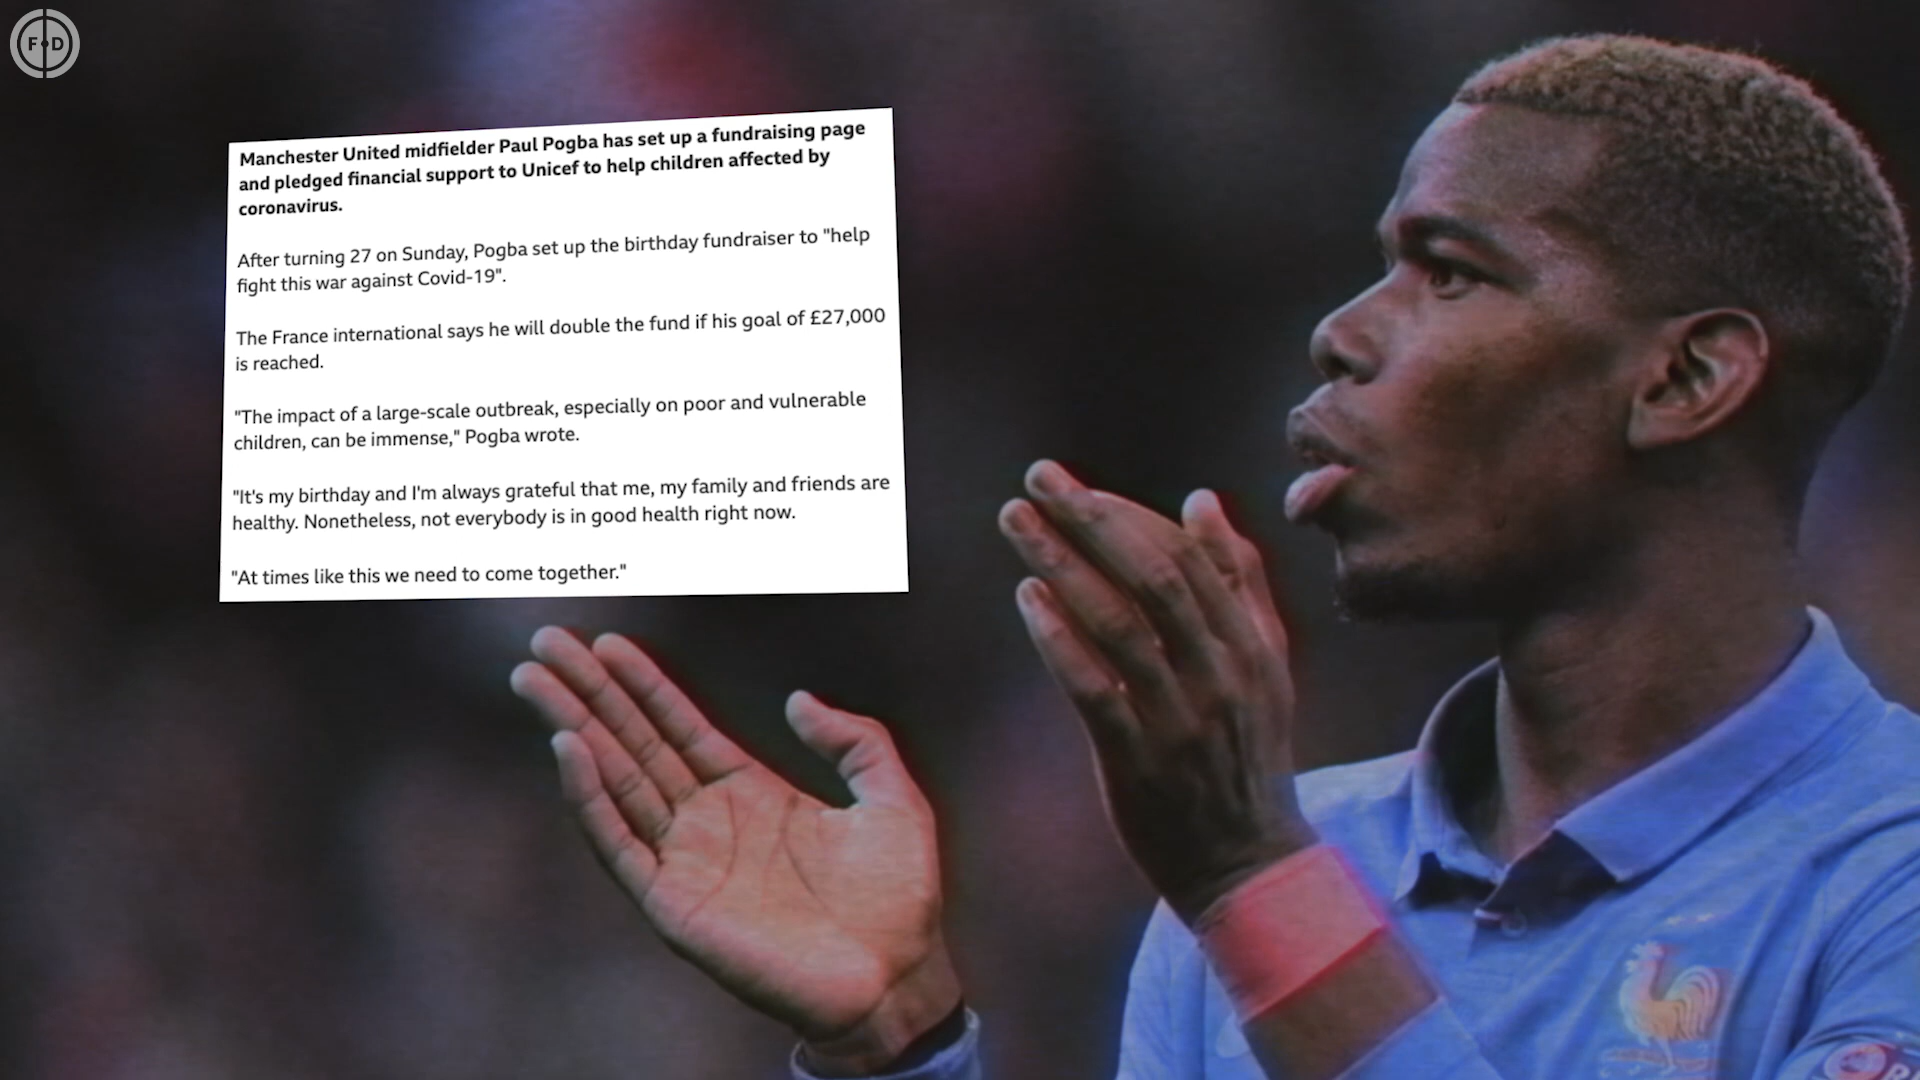 F D
Manchester United midfielder Paul Pogba has set up a fundraising page
and pledged financial support to Unicef to help children affected by
coronavirus.
After turning 27 on Sunday, Pogba set up the birthday fundraiser to "help
fight this war against Covid-19".
The France international says he will double the fund if his goal of £27,000
is reached.
"The impact of a large-scale outbreak, especially on poor and vulnerable
children, can be immense," Pogba wrote.
"It's my birthday and I'm always grateful that me, my family and friends are
healthy. Nonetheless, not everybody is in good health right now.
"At times like this we need to come together."